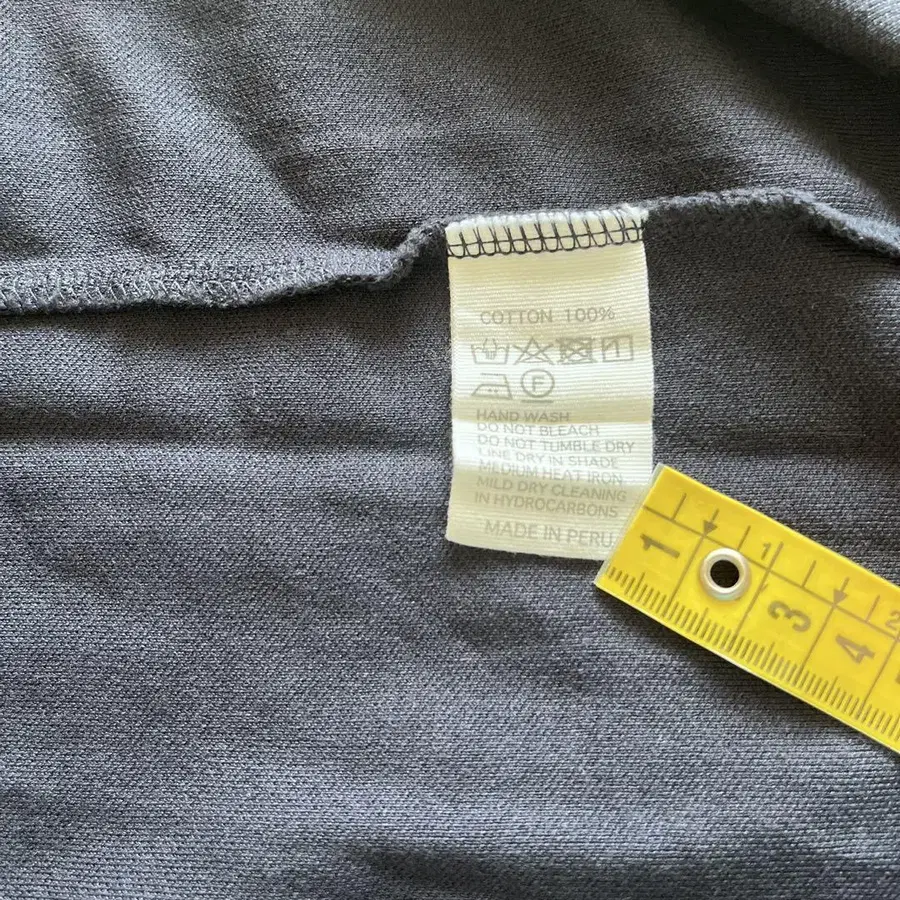 COTTON 100%
F
HAND WASH
DO NOT BLEACH
DO NOT TUMBLE DRY
LINE DRY IN SHADE
MEDIUM HEAT IRON
MILD DRY CLEANING
IN HYDROCARBONS
MADE IN PERU
1 2
1 3 4